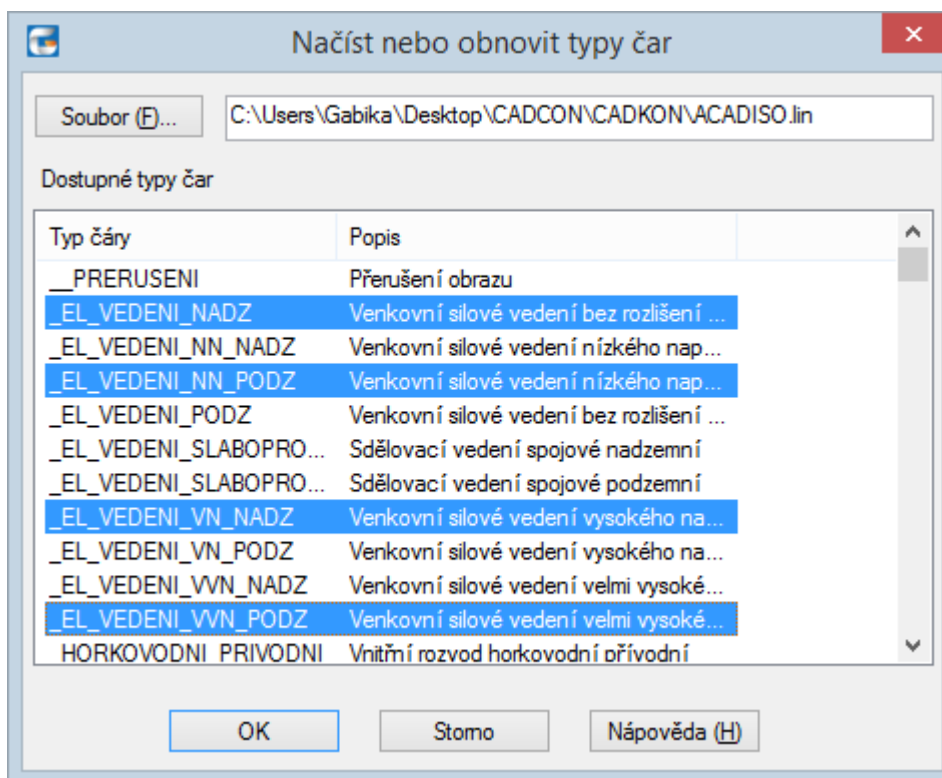 Načíst nebo obnovit typy čar
Soubor (F)... C:\Users\Gabika\Desktop\CADCON\CADKON\ACADISO.lin
Dostupné typy čar
Typ čáry Popis
__PRERUSENI Přerušení obrazu
_EL_VEDENI_NADZ Venkovní silové vedení bez rozlišení ...
_EL_VEDENI_NN_NADZ Venkovní silové vedení nízkého nap...
_EL_VEDENI_NN_PODZ Venkovní silové vedení nízkého nap...
_EL_VEDENI_PODZ Venkovní silové vedení bez rozlišení ...
_EL_VEDENI_SLABOPRO... Sdělovací vedení spojové nadzemní
_EL_VEDENI_SLABOPRO... Sdělovací vedení spojové podzemní
_EL_VEDENI_VN_NADZ Venkovní silové vedení vysokého na...
_EL_VEDENI_VN_PODZ Venkovní silové vedení vysokého na...
_EL_VEDENI_VVN_NADZ Venkovní silové vedení velmi vysoké...
_EL_VEDENI_VVN_PODZ Venkovní silové vedení velmi vysoké...
_HORKOVODNI_PRIVODNI Vnitřní rozvod horkovodní přívodní
OK Storno Nápověda (H)